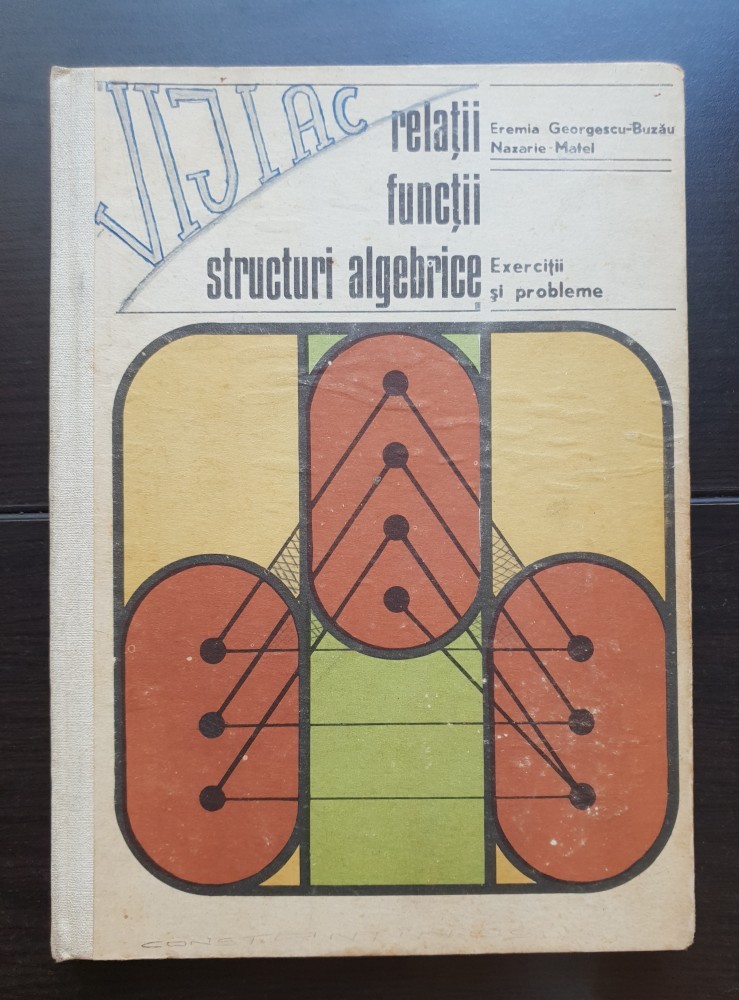 VIJIAC
relații
funcții
structuri algebrice
Eremia Georgescu-Buzău
Nazarie-Matei
Exerciții
și probleme